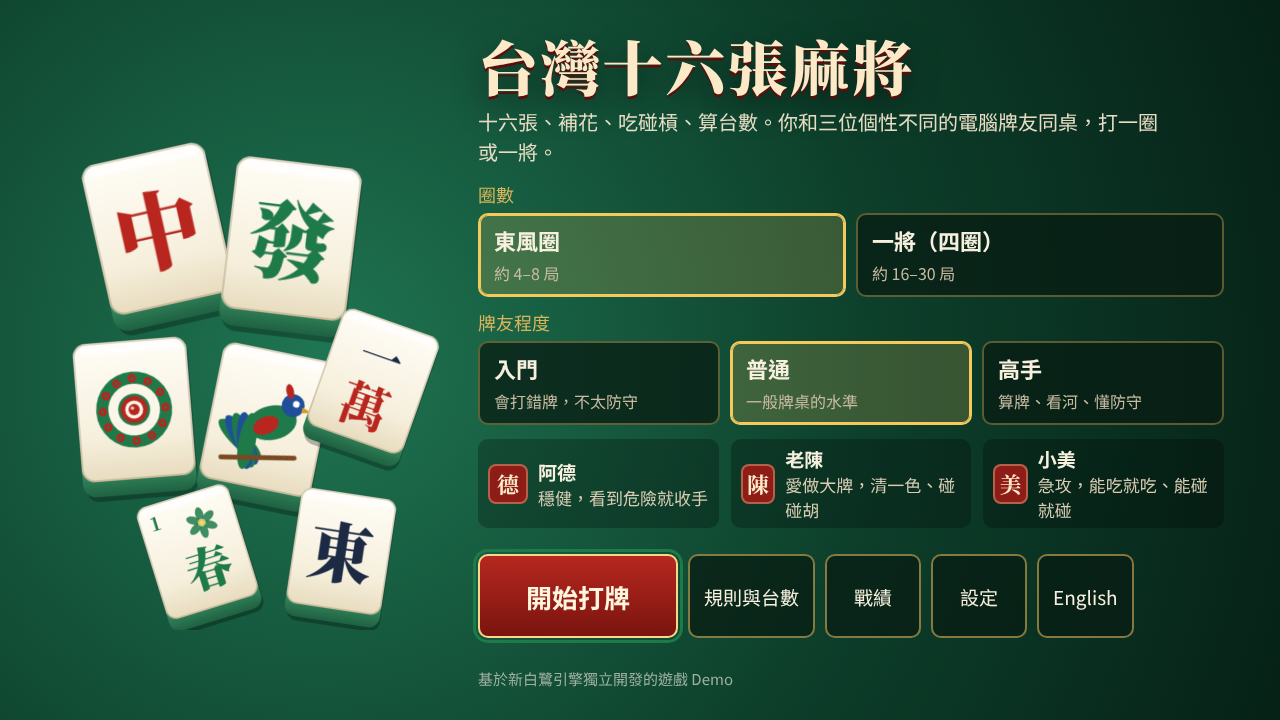 台灣十六張麻將
十六張、補花、吃碰槓、算台數。你和三位個性不同的電腦牌友同桌，打一圈
或一將。
圈數
東風圈
約 4–8 局
一將（四圈）
約 16–30 局
牌友程度
入門
會打錯牌，不太防守
普通
一般牌桌的水準
高手
算牌、看河、懂防守
德
阿德
穩健，看到危險就收手
陳
老陳
愛做大牌，清一色、碰
碰胡
美
小美
急攻，能吃就吃、能碰
就碰
開始打牌
規則與台數
戰績
設定
English
基於新白鷺引擎獨立開發的遊戲 Demo
中
發
一
萬
1
春
東